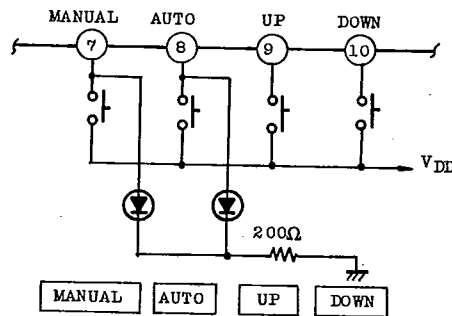 MANUAL AUTO UP DOWN
7 8 9 10
VDD
200Ω
MANUAL AUTO UP DOWN